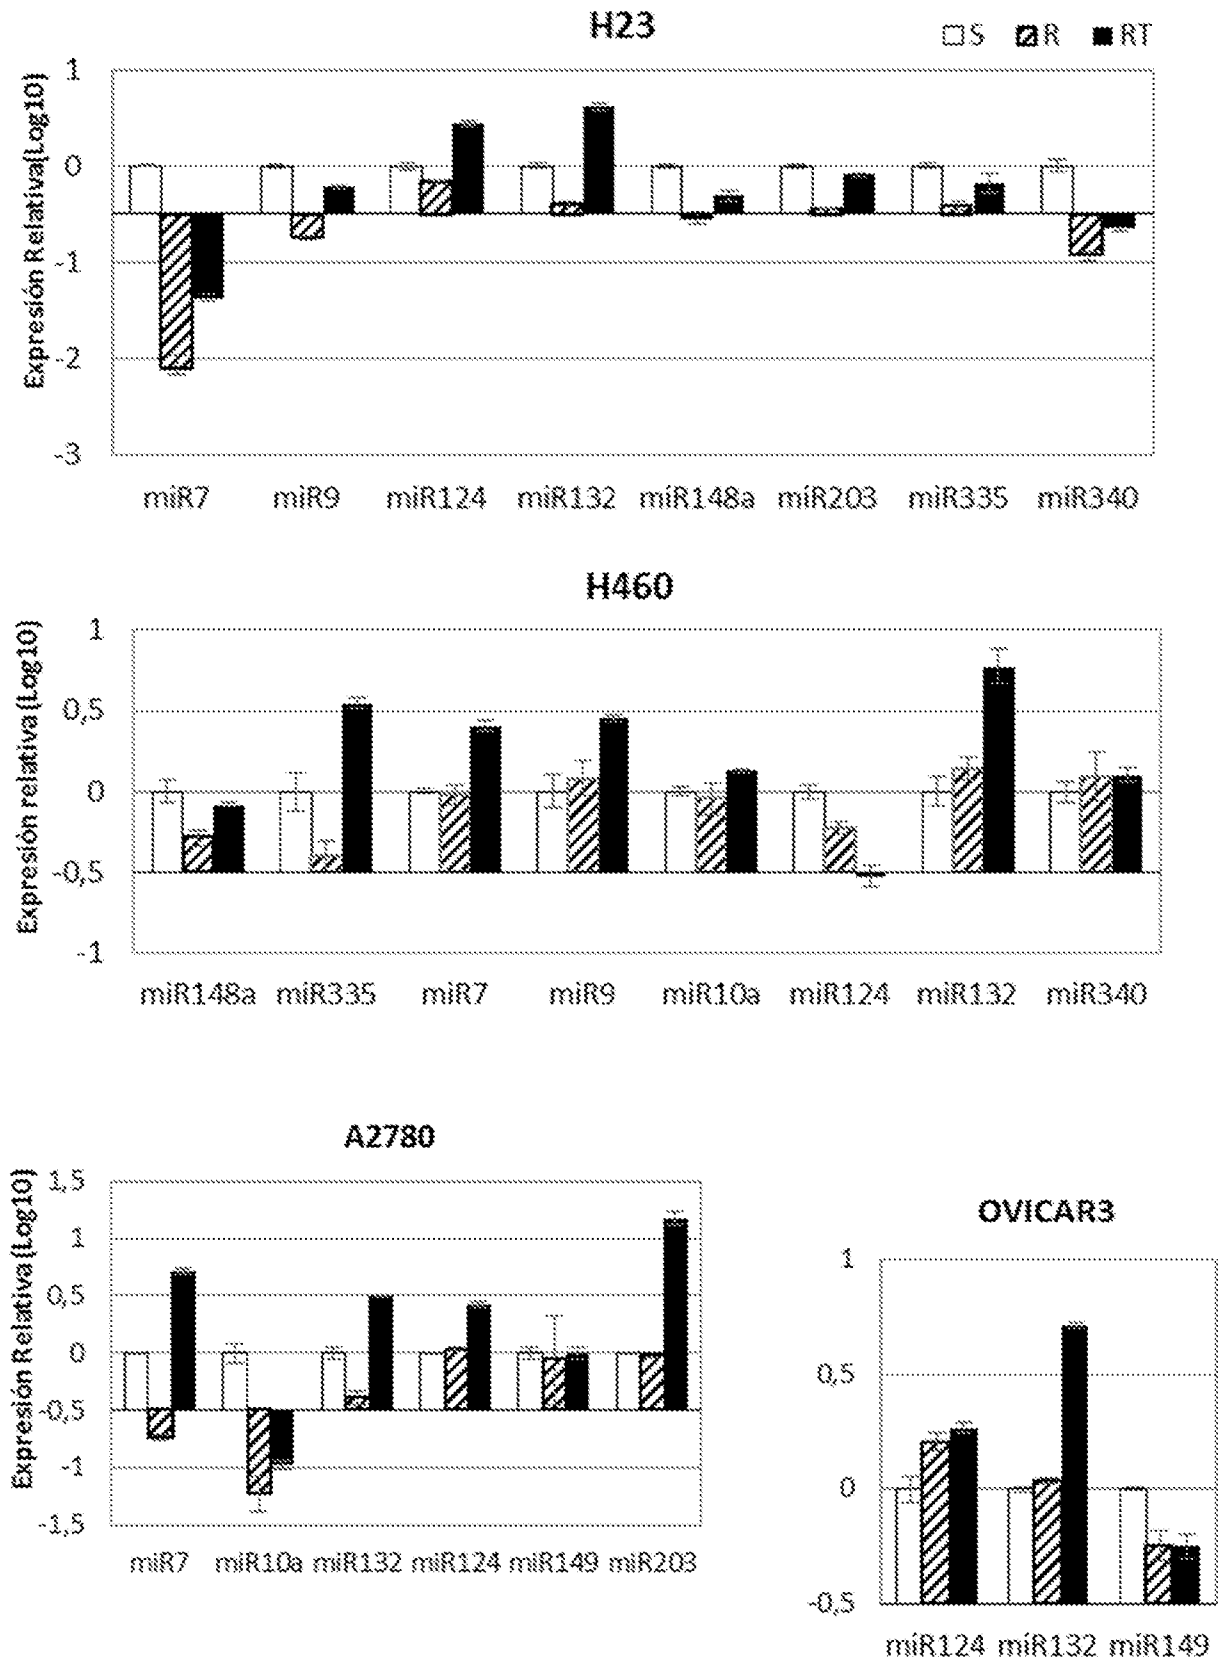 H23
S R RT
Expresión Relativa(Log10)
1
0
-1
-2
-3
miR7 miR9 miR124 miR132 miR148a miR203 miR335 miR340
H460
Expresión relativa (Log10)
1
0,5
0
-0,5
-1
miR148a miR335 miR7 miR9 miR10a miR124 miR132 miR340
A2780
Expresión Relativa (Log10)
1,5
1
0,5
0
-0,5
-1
-1,5
miR7 miR10a miR132 miR124 miR149 miR203
OVICAR3
1
0,5
0
-0,5
miR124 miR132 miR149